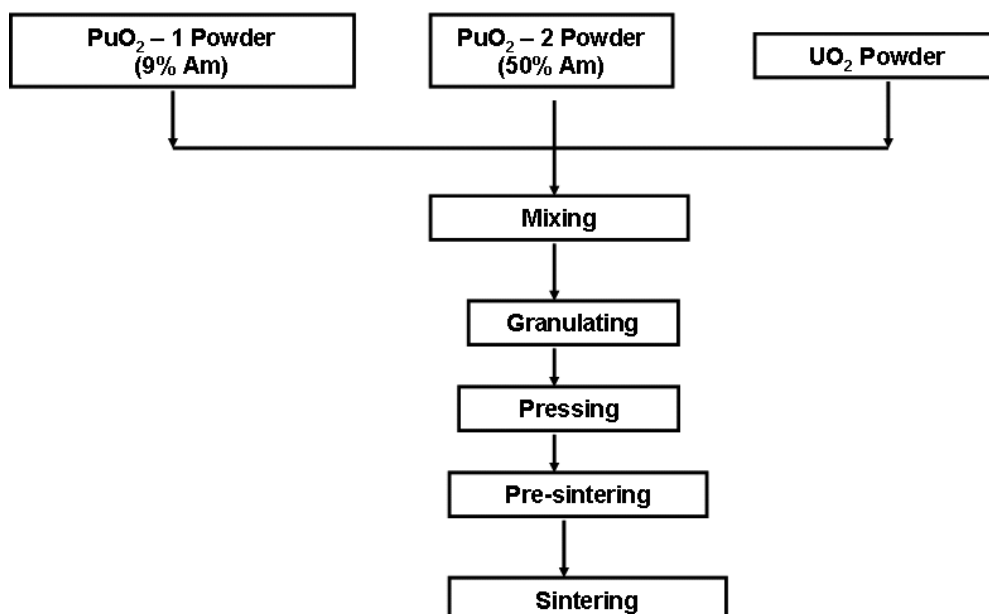 PuO₂ – 1 Powder
(9% Am)
PuO₂ – 2 Powder
(50% Am)
UO₂ Powder
Mixing
Granulating
Pressing
Pre-sintering
Sintering